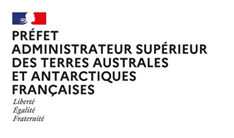 PRÉFET
ADMINISTRATEUR SUPÉRIEUR
DES TERRES AUSTRALES
ET ANTARCTIQUES
FRANÇAISES
Liberté
Égalité
Fraternité